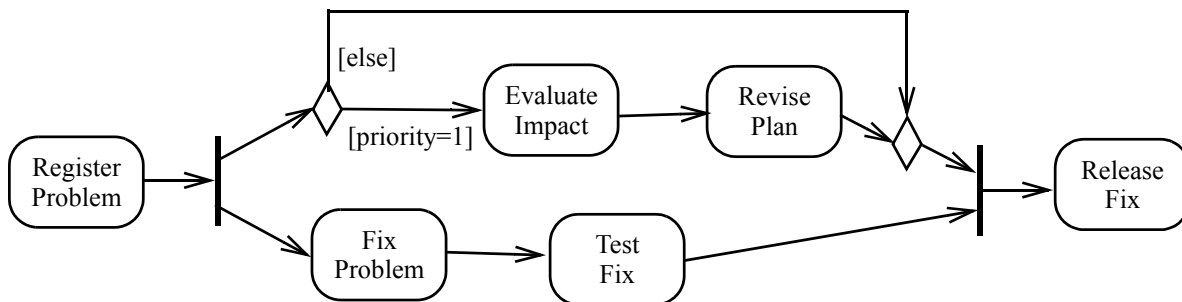 [else]
Evaluate
Impact
Revise
Plan
[priority=1]
Register
Problem
Release
Fix
Fix
Problem
Test
Fix